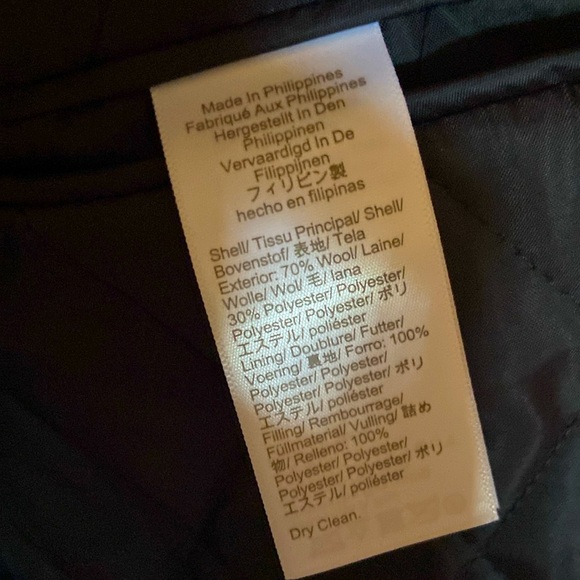 Made In Philippines
Fabriqué Aux Philippines
Hergestellt In Den
Philippinen
Vervaardigd In De
Filippijnen
フィリピン製
hecho en filipinas
Shell/ Tissu Principal/ Shell/
Bovenstof/ 表地/ Tela
Exterior: 70% Wool/ Laine/
Wolle/ Wol/ 毛/ lana
30% Polyester/ Polyester/
Polyester/ Polyester/ ポリ
エステル/ poliéster
Lining/ Doublure/ Futter/
Voering/ 裏地/ Forro: 100%
Polyester/ Polyester/
Polyester/ Polyester/ ポリ
エステル/ poliéster
Filling/ Rembourrage/
Füllmaterial/ Vulling/ 詰め
物/ Relleno: 100%
Polyester/ Polyester/
Polyester/ Polyester/ ポリ
エステル/ poliéster
Dry Clean.